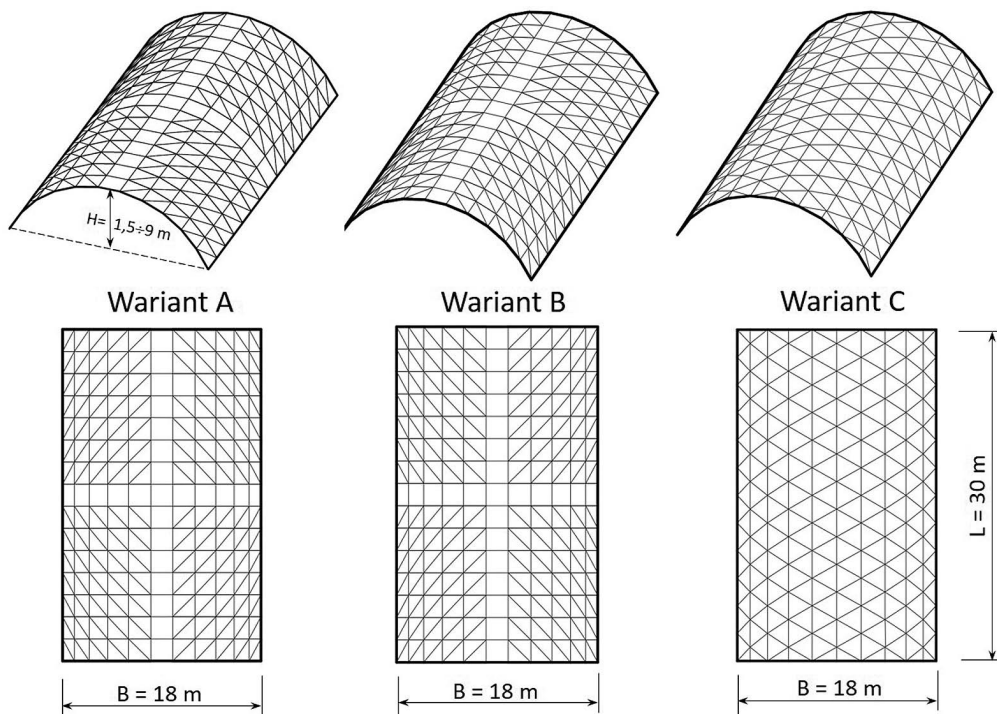 H= 1,5÷9 m
Wariant A
Wariant B
Wariant C
L = 30 m
B = 18 m
B = 18 m
B = 18 m